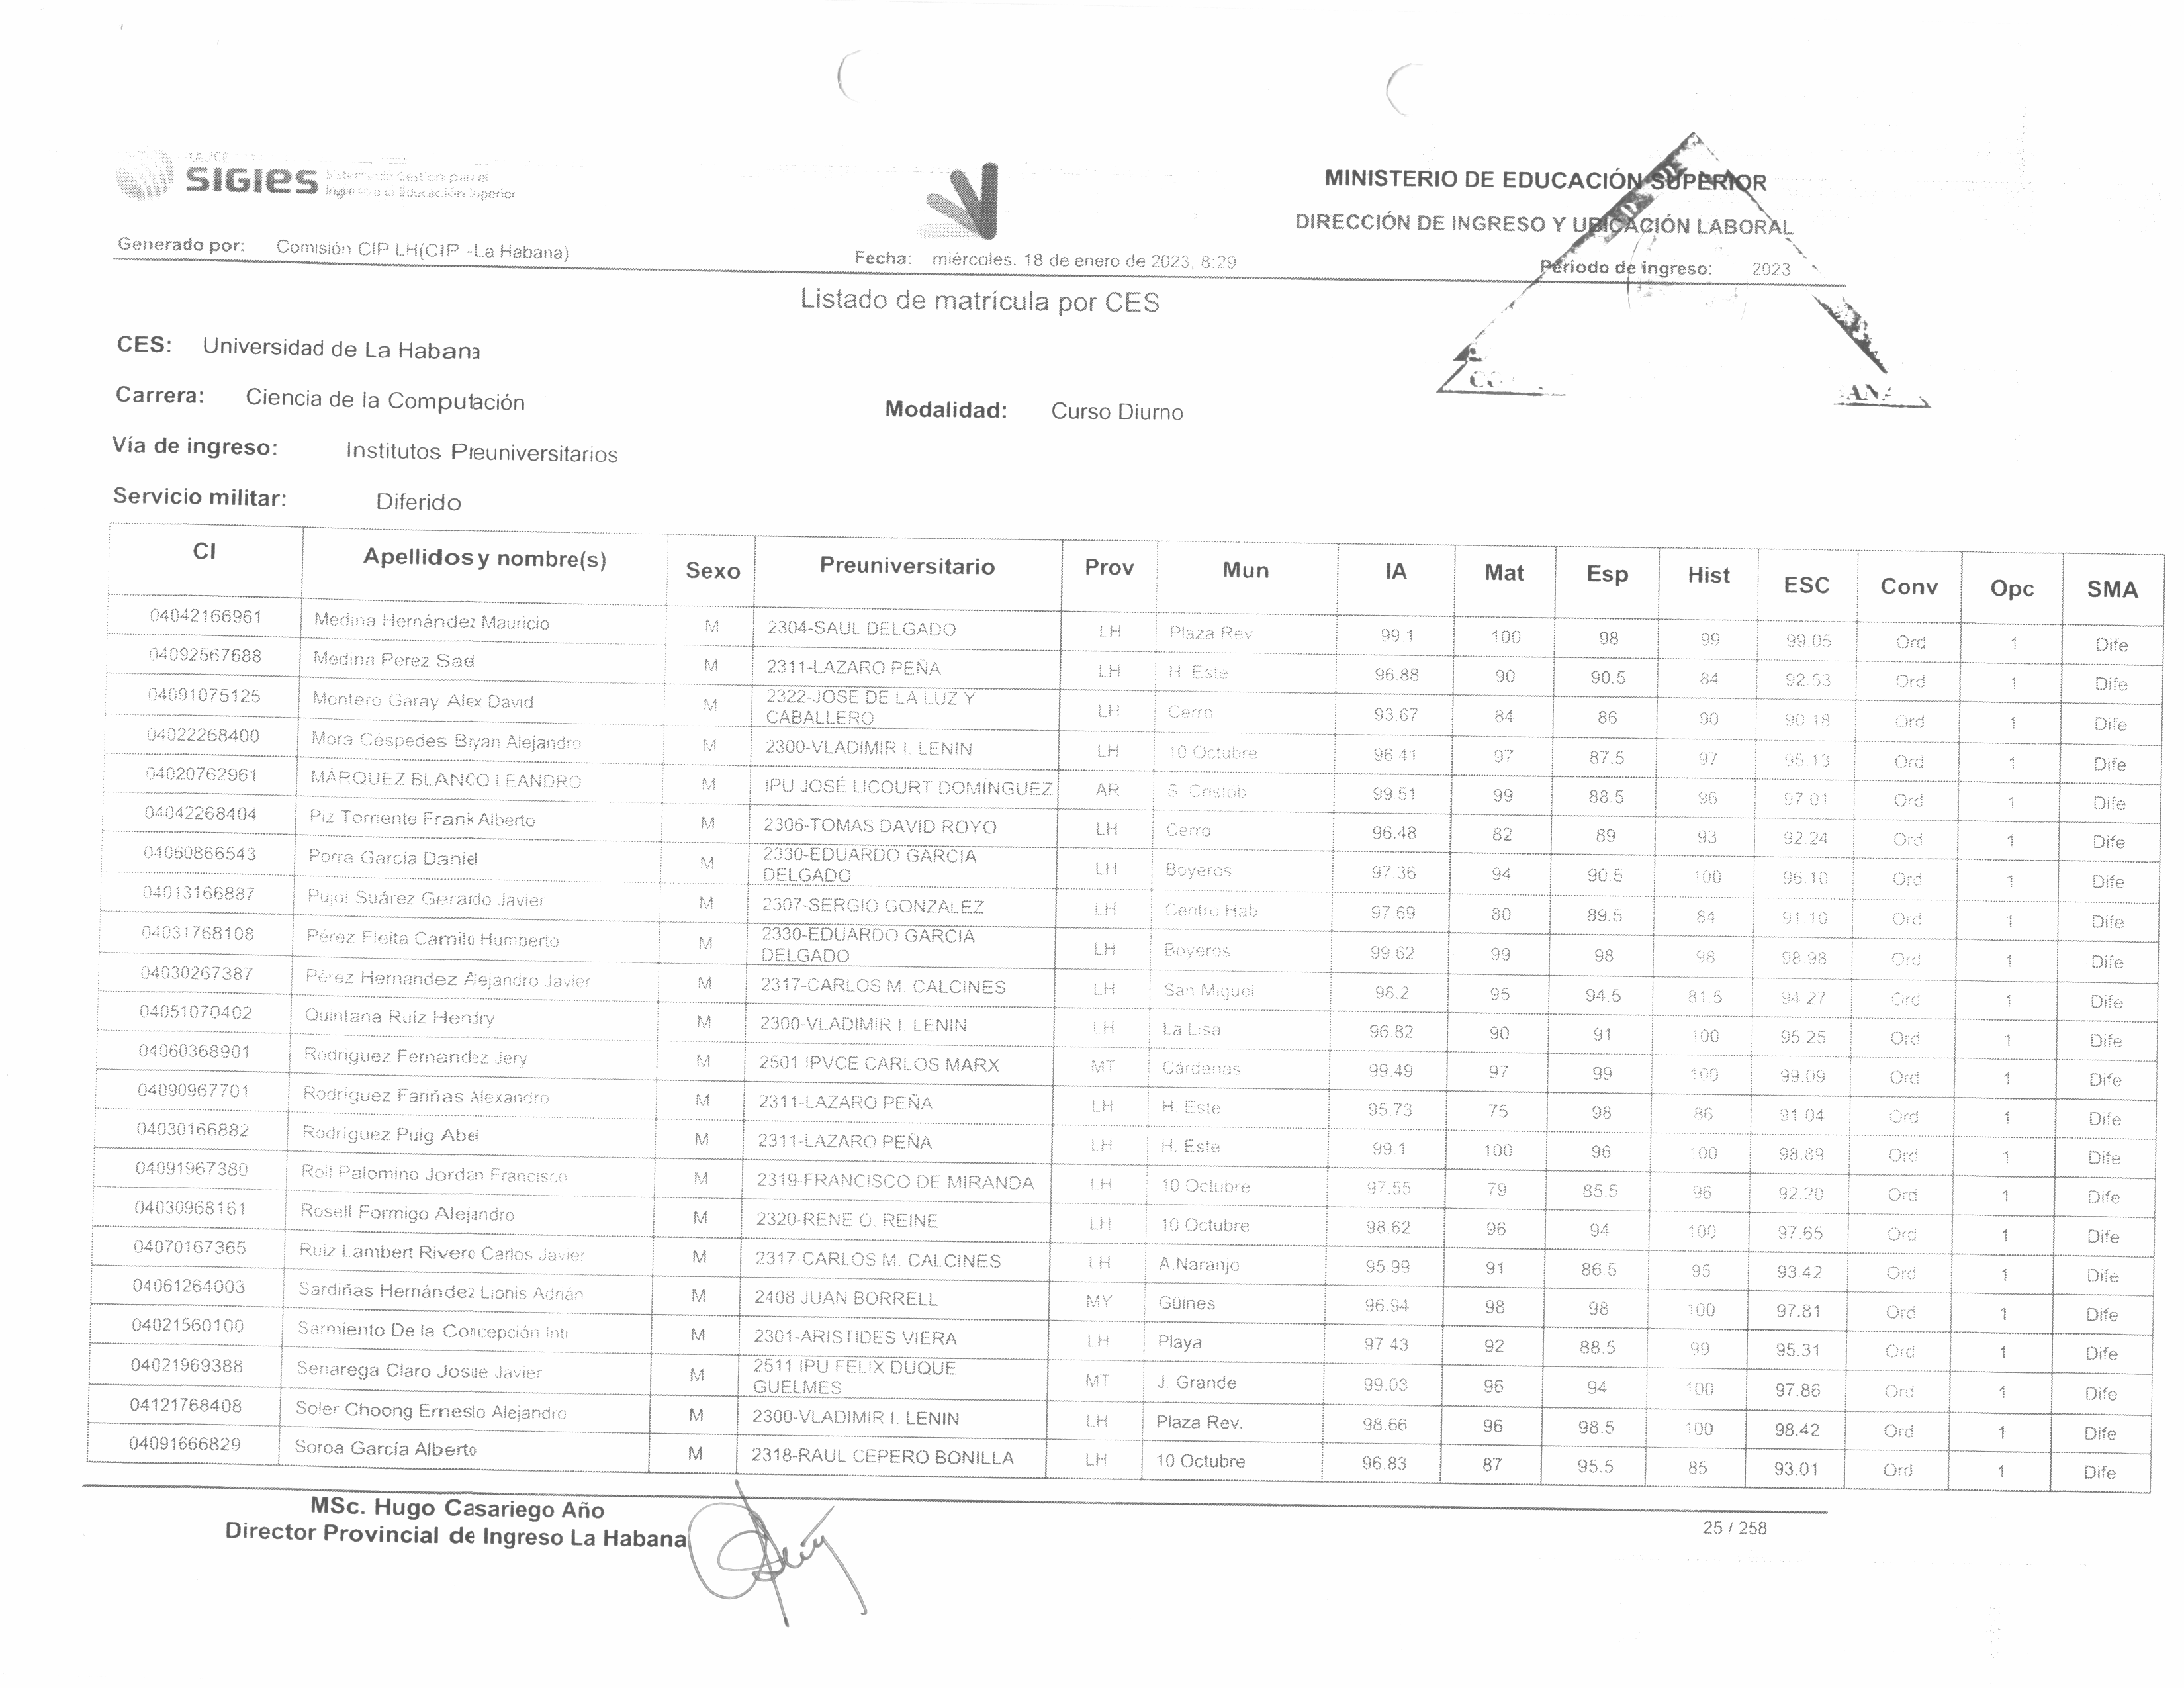 SIGIES Sistema de Gestión para el
Ingreso a la Educación Superior
MINISTERIO DE EDUCACIÓN SUPERIOR
DIRECCIÓN DE INGRESO Y UBICACIÓN LABORAL
Generado por: Comisión CIP LH(CIP -La Habana) Fecha: miércoles, 18 de enero de 2023, 8:29 Período de ingreso: 2023
Listado de matrícula por CES
CES: Universidad de La Habana
Carrera: Ciencia de la Computación Modalidad: Curso Diurno
Vía de ingreso: Institutos Preuniversitarios
Servicio militar: Diferido
CI Apellidos y nombre(s) Sexo Preuniversitario Prov Mun IA Mat Esp Hist ESC Conv Opc SMA
04042166961 Medina Hernández Mauricio M 2304-SAUL DELGADO LH Plaza Rev. 99.1 100 98 99 99.05 Ord 1 Dife
04092567688 Medina Perez Sael M 2311-LAZARO PEÑA LH H. Este 96.88 90 90.5 84 92.53 Ord 1 Dife
04091075125 Montero Garay Alex David M 2322-JOSE DE LA LUZ Y CABALLERO LH Cerro 93.67 84 86 90 90.18 Ord 1 Dife
04022268400 Mora Céspedes Bryan Alejandro M 2300-VLADIMIR I. LENIN LH 10 Octubre 96.41 97 87.5 97 95.13 Ord 1 Dife
04020762961 MÁRQUEZ BLANCO LEANDRO M IPU JOSÉ LICOURT DOMÍNGUEZ AR S. Cristób 99.51 99 88.5 96 97.01 Ord 1 Dife
04042268404 Piz Torriente Frank Alberto M 2306-TOMAS DAVID ROYO LH Cerro 96.48 82 89 93 92.24 Ord 1 Dife
04060866543 Porra García Daniel M 2330-EDUARDO GARCIA DELGADO LH Boyeros 97.36 94 90.5 100 96.10 Ord 1 Dife
04013166887 Pujol Suárez Gerardo Javier M 2307-SERGIO GONZALEZ LH Centro Hab 97.69 80 89.5 84 91.10 Ord 1 Dife
04031768108 Pérez Fleita Camilo Humberto M 2330-EDUARDO GARCIA DELGADO LH Boyeros 99.62 99 98 98 98.98 Ord 1 Dife
04030267387 Pérez Hernández Alejandro Javier M 2317-CARLOS M. CALCINES LH San Miguel 98.2 95 94.5 81.5 94.27 Ord 1 Dife
04051070402 Quintana Ruíz Hendry M 2300-VLADIMIR I. LENIN LH La Lisa 96.82 90 91 100 95.25 Ord 1 Dife
04060368901 Rodríguez Fernández Jery M 2501 IPVCE CARLOS MARX MT Cárdenas 99.49 97 99 100 99.09 Ord 1 Dife
04090967701 Rodríguez Fariñas Alexandro M 2311-LAZARO PEÑA LH H. Este 95.73 75 98 86 91.04 Ord 1 Dife
04030166882 Rodríguez Puig Abel M 2311-LAZARO PEÑA LH H. Este 99.1 100 96 100 98.89 Ord 1 Dife
04091967380 Roll Palomino Jordan Francisco M 2319-FRANCISCO DE MIRANDA LH 10 Octubre 97.55 79 85.5 96 92.20 Ord 1 Dife
04030968161 Rosell Formigo Alejandro M 2320-RENE O. REINE LH 10 Octubre 98.62 96 94 100 97.65 Ord 1 Dife
04070167365 Ruiz Lambert Rivero Carlos Javier M 2317-CARLOS M. CALCINES LH A.Naranjo 95.99 91 86.5 95 93.42 Ord 1 Dife
04061264003 Sardiñas Hernández Lionis Adrián M 2408 JUAN BORRELL MY Güines 96.94 98 98 100 97.81 Ord 1 Dife
04021560100 Sarmiento De la Concepción Inti M 2301-ARISTIDES VIERA LH Playa 97.43 92 88.5 99 95.31 Ord 1 Dife
04021969388 Senarega Claro Josue Javier M 2511 IPU FELIX DUQUE GUELMES MT J. Grande 99.03 96 94 100 97.86 Ord 1 Dife
04121768408 Soler Choong Ernesto Alejandro M 2300-VLADIMIR I. LENIN LH Plaza Rev. 98.66 96 98.5 100 98.42 Ord 1 Dife
04091666829 Soroa García Alberto M 2318-RAUL CEPERO BONILLA LH 10 Octubre 96.83 87 95.5 85 93.01 Ord 1 Dife
MSc. Hugo Casariego Año
Director Provincial de Ingreso La Habana
25 / 258